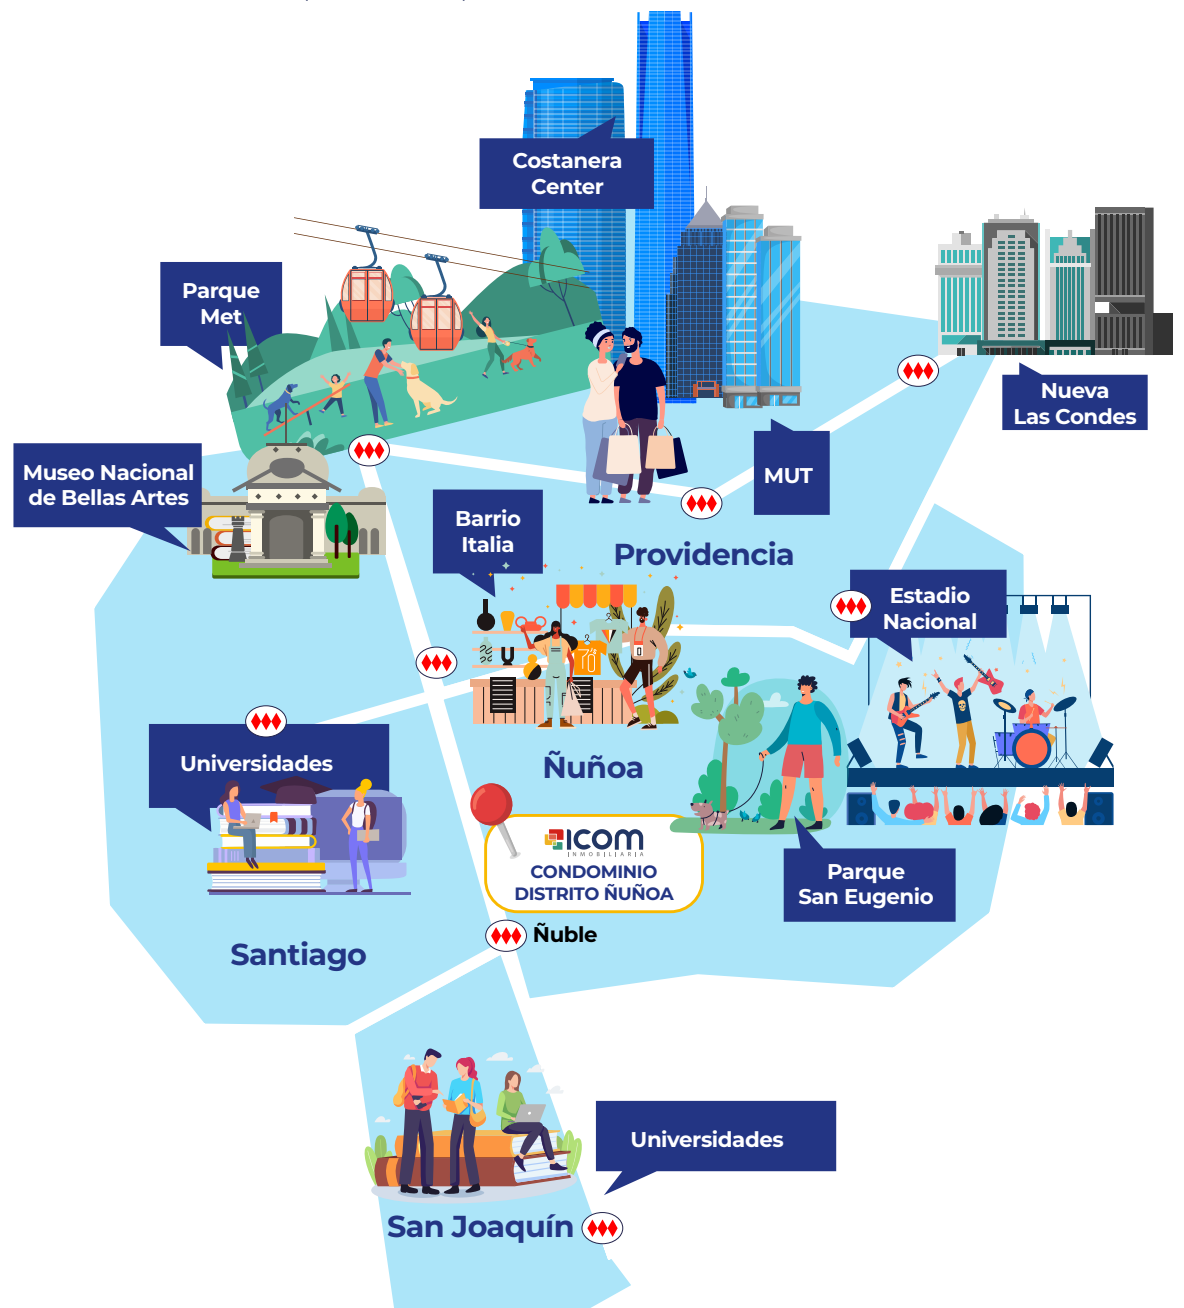 Costanera
Center
Parque
Met
Nueva
Las Condes
Museo Nacional
de Bellas Artes
MUT
Barrio
Italia
Providencia
Estadio
Nacional
Universidades
Ñuñoa
ICOM
INMOBILIARIA
CONDOMINIO
DISTRITO ÑUÑOA
Parque
San Eugenio
Ñuble
Santiago
Universidades
San Joaquín